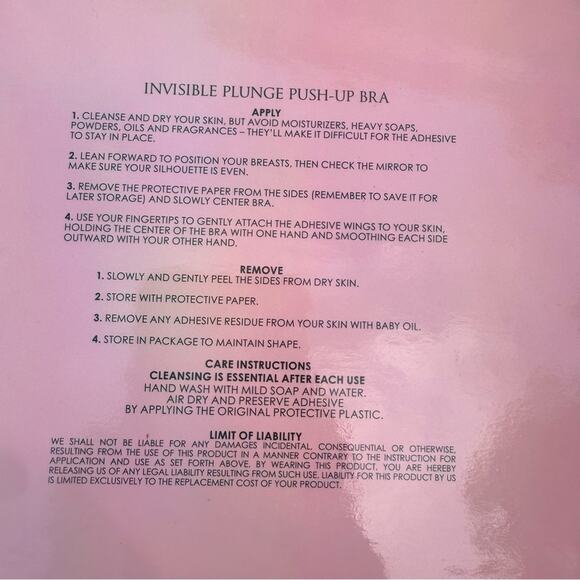 INVISIBLE PLUNGE PUSH-UP BRA
APPLY
1. CLEANSE AND DRY YOUR SKIN, BUT AVOID MOISTURIZERS, HEAVY SOAPS,
POWDERS, OILS AND FRAGRANCES – THEY'LL MAKE IT DIFFICULT FOR THE ADHESIVE
TO STAY IN PLACE.
2. LEAN FORWARD TO POSITION YOUR BREASTS, THEN CHECK THE MIRROR TO
MAKE SURE YOUR SILHOUETTE IS EVEN.
3. REMOVE THE PROTECTIVE PAPER FROM THE SIDES (REMEMBER TO SAVE IT FOR
LATER STORAGE) AND SLOWLY CENTER BRA.
4. USE YOUR FINGERTIPS TO GENTLY ATTACH THE ADHESIVE WINGS TO YOUR SKIN,
HOLDING THE CENTER OF THE BRA WITH ONE HAND AND SMOOTHING EACH SIDE
OUTWARD WITH YOUR OTHER HAND.
REMOVE
1. SLOWLY AND GENTLY PEEL THE SIDES FROM DRY SKIN.
2. STORE WITH PROTECTIVE PAPER.
3. REMOVE ANY ADHESIVE RESIDUE FROM YOUR SKIN WITH BABY OIL.
4. STORE IN PACKAGE TO MAINTAIN SHAPE.
CARE INSTRUCTIONS
CLEANSING IS ESSENTIAL AFTER EACH USE
HAND WASH WITH MILD SOAP AND WATER.
AIR DRY AND PRESERVE ADHESIVE
BY APPLYING THE ORIGINAL PROTECTIVE PLASTIC.
LIMIT OF LIABILITY
WE SHALL NOT BE LIABLE FOR ANY DAMAGES INCIDENTAL, CONSEQUENTIAL OR OTHERWISE,
RESULTING FROM THE USE OF THIS PRODUCT IN A MANNER CONTRARY TO THE INSTRUCTION FOR
APPLICATION AND USE AS SET FORTH ABOVE. BY WEARING THIS PRODUCT, YOU ARE HEREBY
RELEASING US OF ANY LEGAL LIABILITY RESULTING FROM SUCH USE. LIABILITY FOR THIS PRODUCT BY US
IS LIMITED EXCLUSIVELY TO THE REPLACEMENT COST OF YOUR PRODUCT.